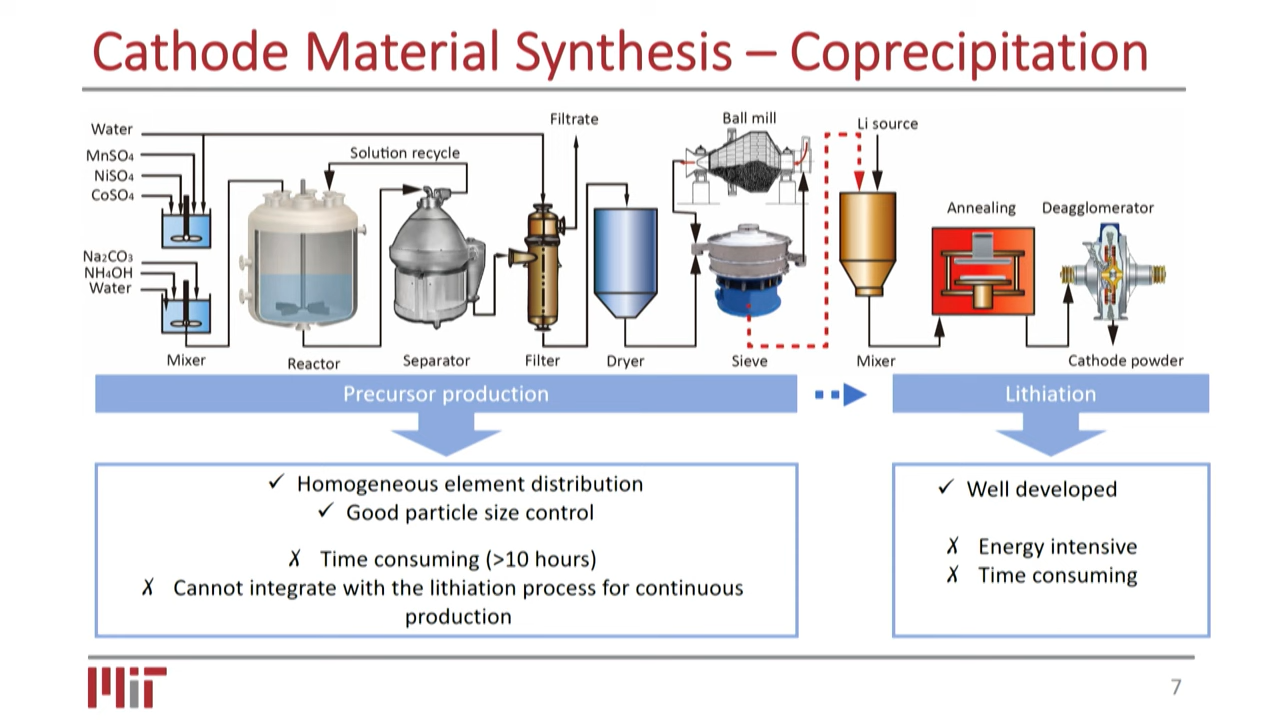 Cathode Material Synthesis – Coprecipitation
Water
MnSO₄
NiSO₄
CoSO₄
Na₂CO₃
NH₄OH
Water
Solution recycle
Filtrate
Ball mill
Li source
Annealing
Deagglomerator
Mixer
Reactor
Separator
Filter
Dryer
Sieve
Mixer
Cathode powder
Precursor production
Lithiation
✓ Homogeneous element distribution
✓ Good particle size control
✗ Time consuming (>10 hours)
✗ Cannot integrate with the lithiation process for continuous
production
✓ Well developed
✗ Energy intensive
✗ Time consuming
MIT
7